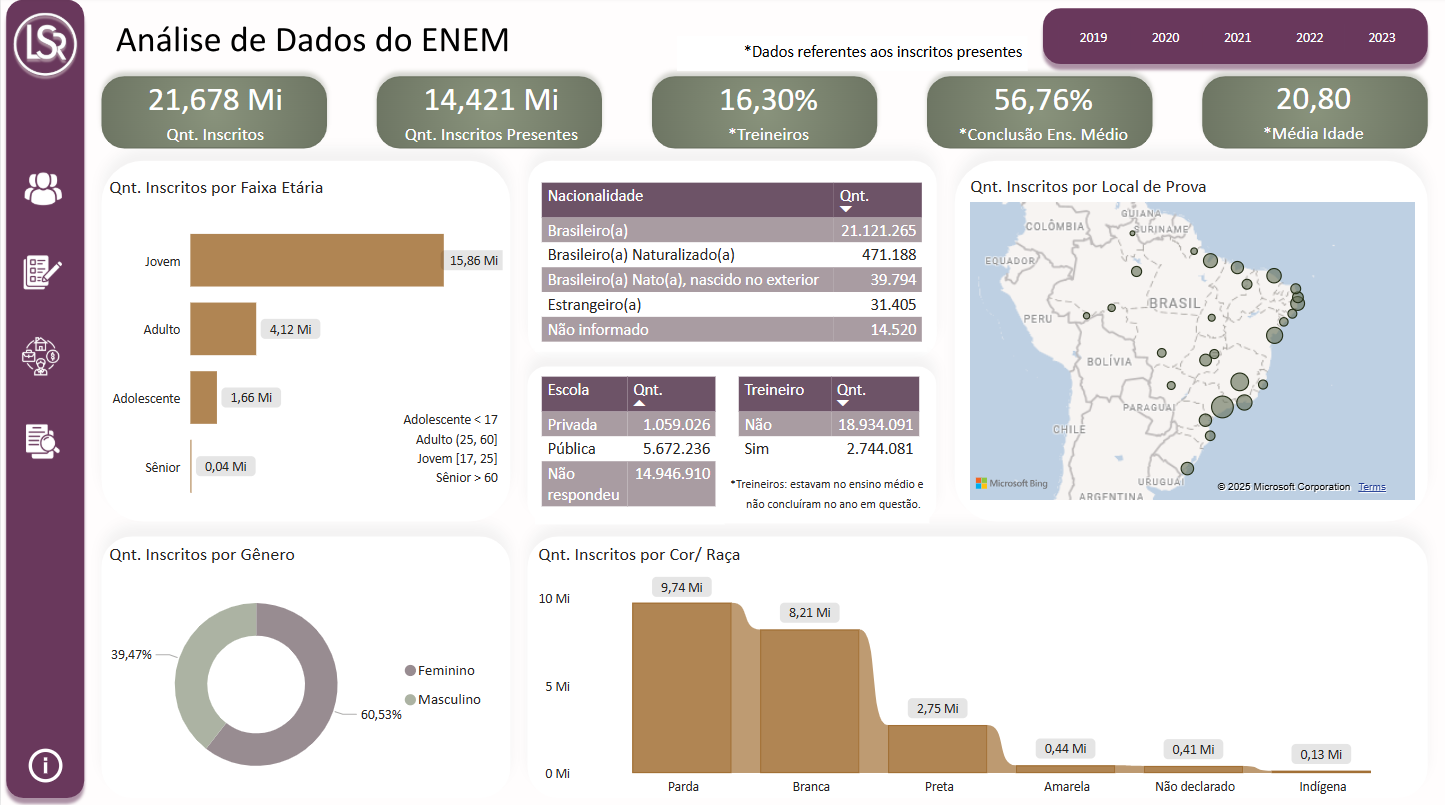 LSR
Análise de Dados do ENEM
*Dados referentes aos inscritos presentes
2019 2020 2021 2022 2023
21,678 Mi
Qnt. Inscritos
14,421 Mi
Qnt. Inscritos Presentes
16,30%
*Treineiros
56,76%
*Conclusão Ens. Médio
20,80
*Média Idade
Qnt. Inscritos por Faixa Etária
Jovem 15,86 Mi
Adulto 4,12 Mi
Adolescente 1,66 Mi
Sênior 0,04 Mi
Adolescente < 17
Adulto (25, 60]
Jovem [17, 25]
Sênior > 60
Nacionalidade Qnt.
Brasileiro(a) 21.121.265
Brasileiro(a) Naturalizado(a) 471.188
Brasileiro(a) Nato(a), nascido no exterior 39.794
Estrangeiro(a) 31.405
Não informado 14.520
Escola Qnt.
Privada 1.059.026
Pública 5.672.236
Não 14.946.910
respondeu
Treineiro Qnt.
Não 18.934.091
Sim 2.744.081
*Treineiros: estavam no ensino médio e
não concluíram no ano em questão.
Qnt. Inscritos por Local de Prova
GUIANA
COLÔMBIA
SURINAME
EQUADOR
BRASIL
PERU
BOLÍVIA
PARAGUAI
CHILE
URUGUAI
ARGENTINA
Microsoft Bing
© 2025 Microsoft Corporation Terms
Qnt. Inscritos por Gênero
39,47%
60,53%
Feminino
Masculino
Qnt. Inscritos por Cor/ Raça
10 Mi
5 Mi
0 Mi
9,74 Mi
8,21 Mi
2,75 Mi
0,44 Mi
0,41 Mi
0,13 Mi
Parda Branca Preta Amarela Não declarado Indígena
i